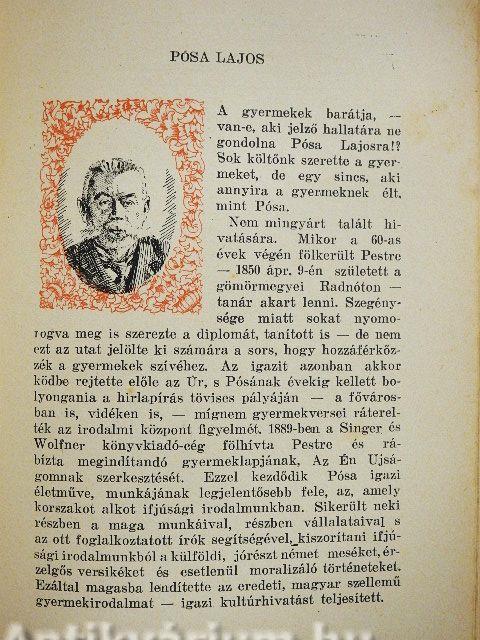 PÓSA LAJOS
A gyermekek barátja, —
van-e, aki jelző hallatára ne
gondolna Pósa Lajosra!?
Sok költőnk szerette a gyer-
meket, de egy sincs, aki
annyira a gyermeknek élt,
mint Pósa.
Nem mingyárt talált hi-
vatására. Mikor a 60-as
évek végén fölkerült Pestre
— 1850 ápr. 9-én született a
gömörmegyei Radnóton —
tanár akart lenni. Szegény-
sége miatt sokat nyomo-
rogva meg is szerezte a diplomát, tanított is — de nem
ezt az utat jelölte ki számára a sors, hogy hozzáférkőz-
zék a gyermekek szívéhez. Az igazit azonban akkor
ködbe rejtette előle az Úr, s Pósának évekig kellett bo-
lyongania a hírlapírás tövises pályáján — a főváros-
ban is, vidéken is, — mígnem gyermekversei ráterel-
ték az irodalmi központ figyelmét. 1889-ben a Singer és
Wolfner könyvkiadó-cég fölhívta Pestre és rá-
bízta megindítandó gyermeklapjának, Az Én Ujsá-
gomnak szerkesztését. Ezzel kezdődik Pósa igazi
életműve, munkájának legjelentősebb fele, az, amely
korszakot alkot ifjúsági irodalmunkban. Sikerült neki
részben a maga munkáival, részben vállalataival s
az ott foglalkoztatott írók segítségével, kiszorítani ifjú-
sági irodalmunkból a külföldi, jórészt német meséket, ér-
zelgős versikéket és esetlenül moralizáló történeteket.
Ezáltal magasba lendítette az eredeti, magyar szellemű
gyermekirodalmat — igazi kultúrhivatást teljesített.
Antikvárium.hu